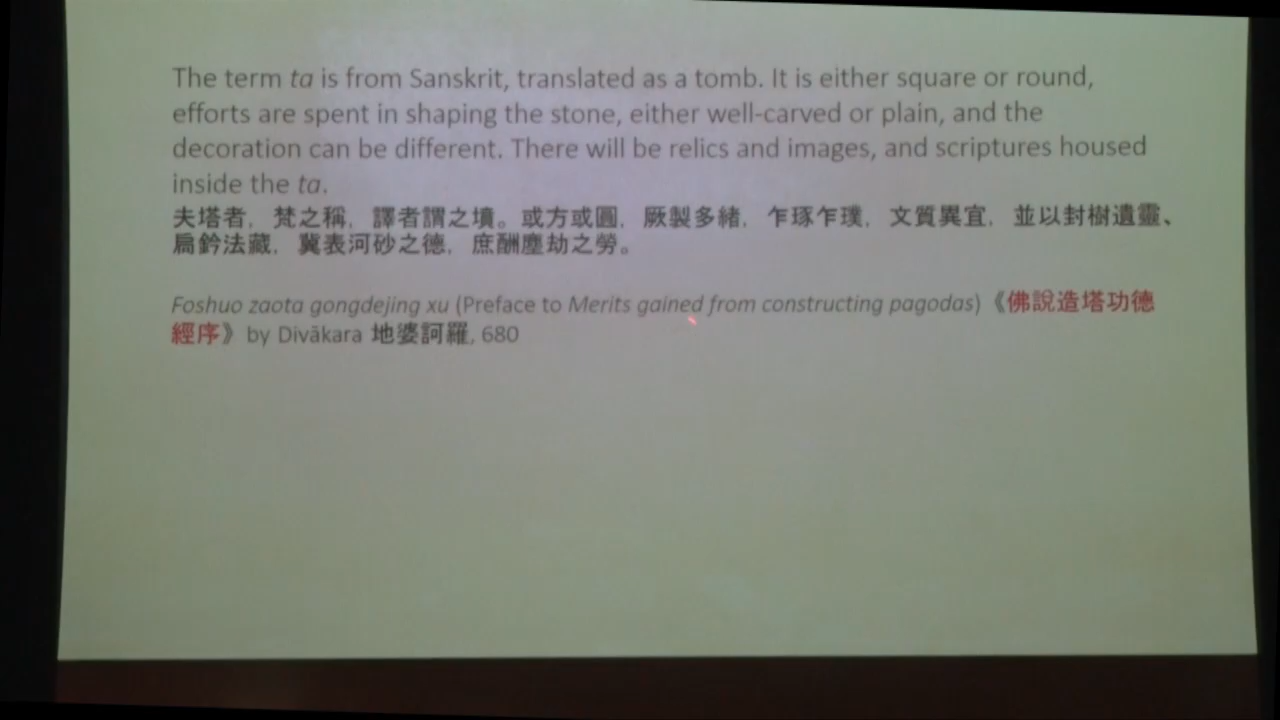 The term ta is from Sanskrit, translated as a tomb. It is either square or round,
efforts are spent in shaping the stone, either well-carved or plain, and the
decoration can be different. There will be relics and images, and scriptures housed
inside the ta.
夫塔者，梵之稱，譯者謂之墳。或方或圓，厥製多緒，乍琢乍璞，文質異宜，並以封樹遺靈、
扃鈐法藏，冀表河砂之德，庶酬塵劫之勞。
Foshuo zaota gongdejing xu (Preface to Merits gained from constructing pagodas)《佛說造塔功德
經序》by Divākara 地婆訶羅, 680